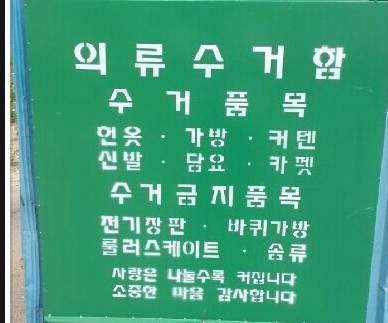 의류수거함
수거품목
헌옷 · 가방 · 커텐
신발 · 담요 · 카펫
수거금지품목
전기장판 · 바퀴가방
롤러스케이트 · 솜류
사랑은 나눌수록 커집니다
소중한 마음 감사합니다